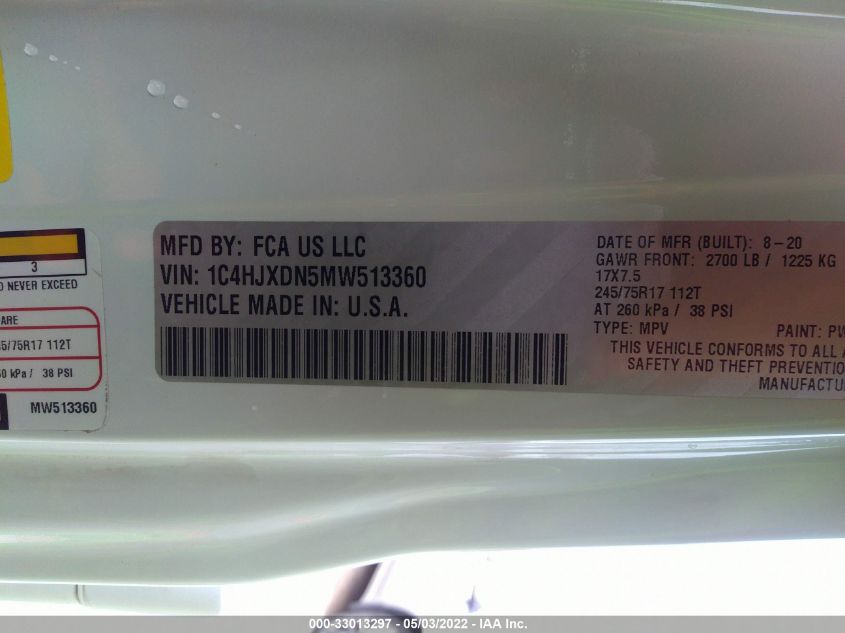 3
D NEVER EXCEED
ARE
45/75R17 112T
60 kPa / 38 PSI
MW513360
MFD BY: FCA US LLC
VIN: 1C4HJXDN5MW513360
VEHICLE MADE IN: U.S.A.
DATE OF MFR (BUILT): 8-20
GAWR FRONT: 2700 LB / 1225 KG
17X7.5
245/75R17 112T
AT 260 kPa / 38 PSI
TYPE: MPV PAINT: PW
THIS VEHICLE CONFORMS TO ALL A
SAFETY AND THEFT PREVENTIO
MANUFACTU
000-33013297 - 05/03/2022 - IAA Inc.